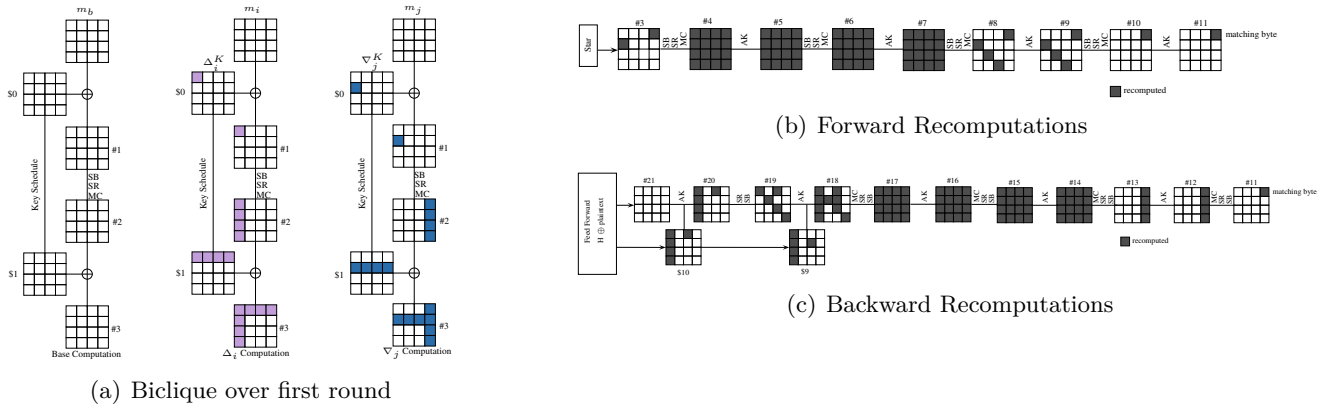 m_b
m_i
m_j
Δ_i^K
∇_j^K
$0
$0
$0
#1
#1
#1
Key Schedule
Key Schedule
Key Schedule
SB
SR
MC
SB
SR
MC
SB
SR
MC
#2
#2
#2
$1
$1
$1
#3
#3
#3
Base Computation
Δ_i Computation
∇_j Computation
(a) Biclique over first round
Star
#3 #4 #5 #6 #7 #8 #9 #10 #11
SB SR MC
AK
SB SR MC
AK
SB SR MC
AK
SB SR MC
AK
matching byte
recomputed
(b) Forward Recomputations
Feed Forward
H ⊕ plaintext
#21 #20 #19 #18 #17 #16 #15 #14 #13 #12 #11
AK
SR SB
AK
MC SR SB
AK
MC SR SB
AK
MC SR SB
AK
MC SR SB
matching byte
$10
$9
recomputed
(c) Backward Recomputations